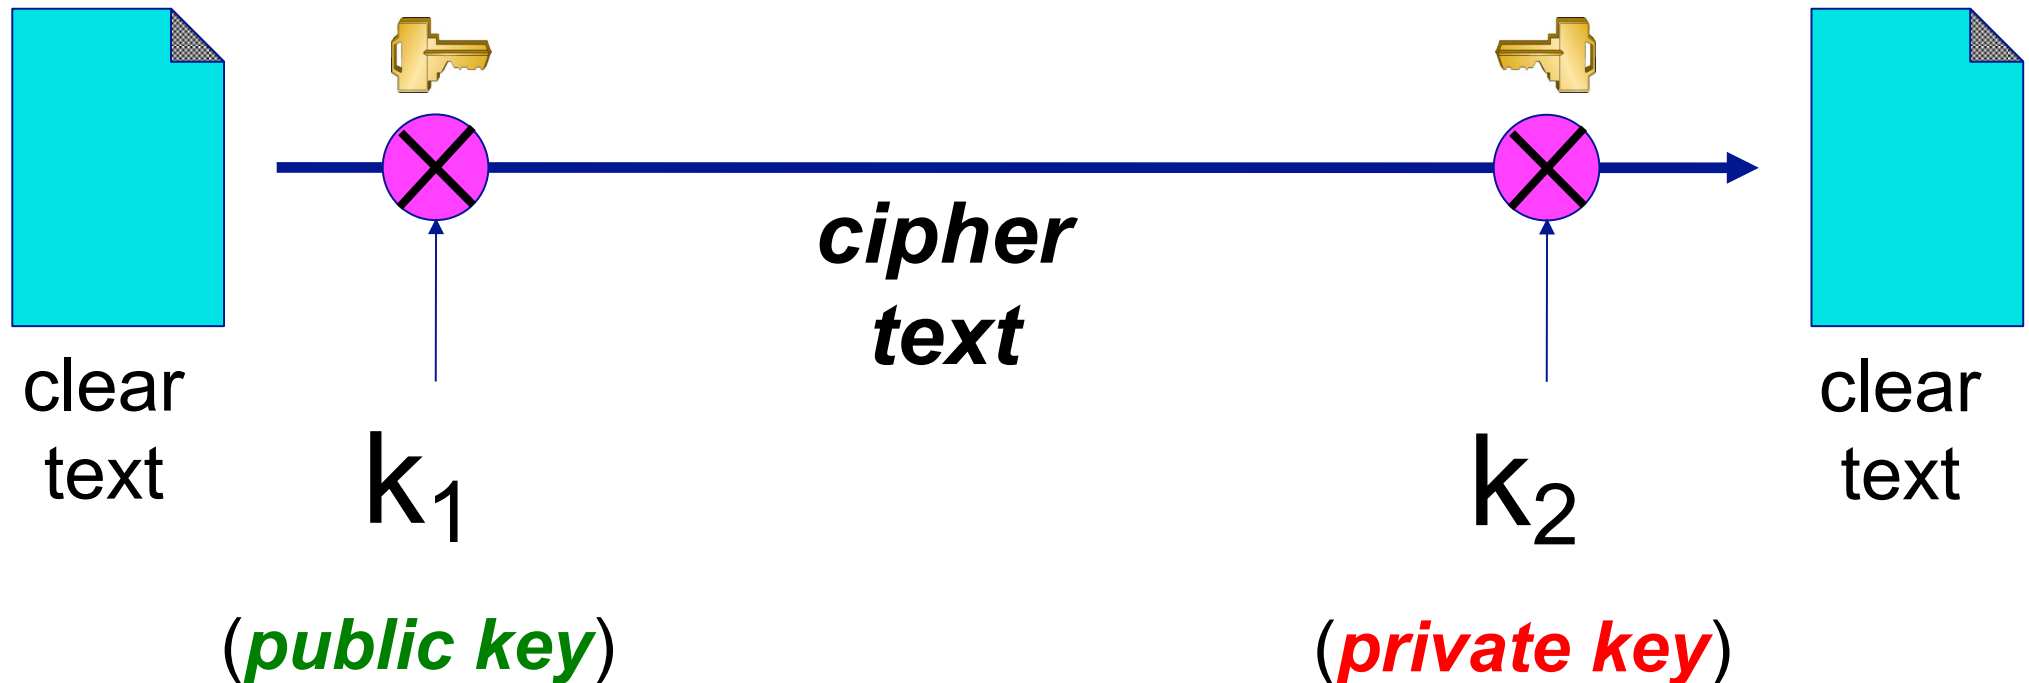 cipher
text
clear
text
clear
text
k₁
k₂
(public key)
(private key)